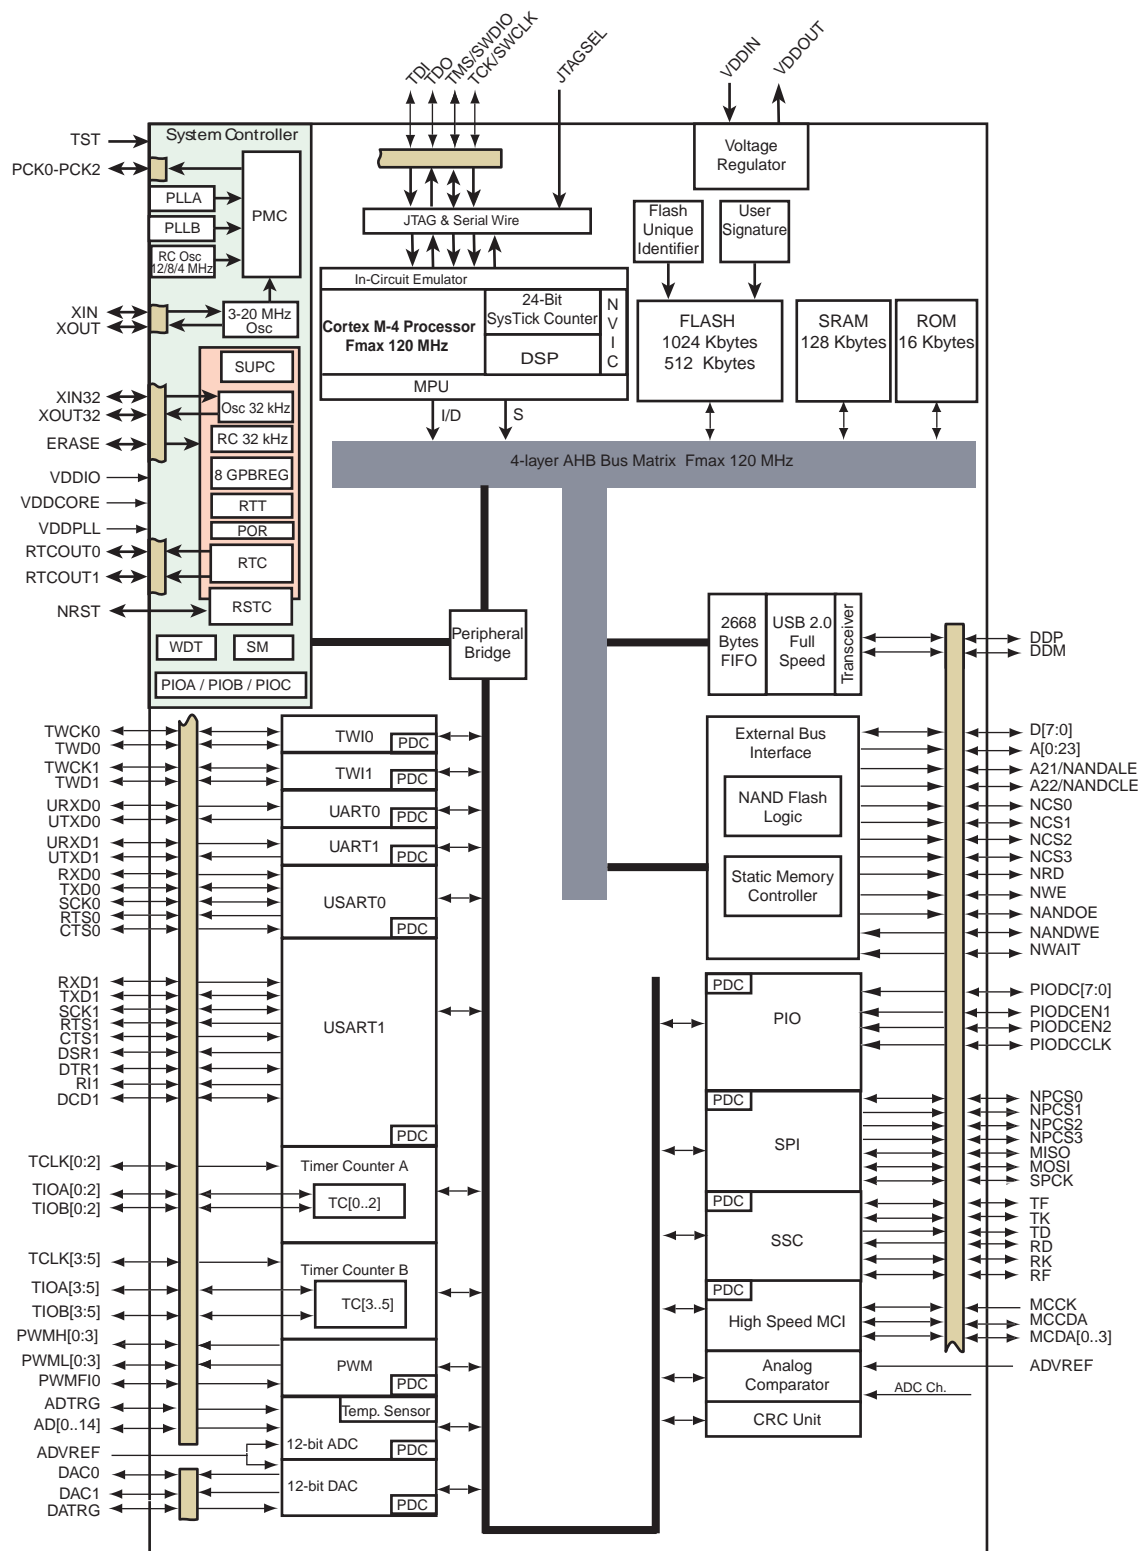 TDI
TDO
TMS/SWDIO
TCK/SWCLK
JTAGSEL
VDDIN
VDDOUT
System Controller
TST
PCK0-PCK2
PLLA
PLLB
RC Osc
12/8/4 MHz
PMC
XIN
XOUT
3-20 MHz
Osc
SUPC
XIN32
XOUT32
ERASE
Osc 32 kHz
RC 32 kHz
8 GPBREG
VDDIO
VDDCORE
VDDPLL
RTT
POR
RTCOUT0
RTCOUT1
RTC
NRST
RSTC
WDT
SM
PIOA / PIOB / PIOC
Voltage
Regulator
JTAG & Serial Wire
Flash
Unique
Identifier
User
Signature
In-Circuit Emulator
Cortex M-4 Processor
Fmax 120 MHz
24-Bit
SysTick Counter
DSP
N
V
I
C
MPU
FLASH
1024 Kbytes
512 Kbytes
SRAM
128 Kbytes
ROM
16 Kbytes
I/D
S
4-layer AHB Bus Matrix Fmax 120 MHz
Peripheral
Bridge
2668
Bytes
FIFO
USB 2.0
Full
Speed
Transceiver
DDP
DDM
TWCK0
TWD0
TWI0
PDC
TWCK1
TWD1
TWI1
PDC
URXD0
UTXD0
UART0
PDC
URXD1
UTXD1
UART1
PDC
RXD0
TXD0
SCK0
RTS0
CTS0
USART0
PDC
RXD1
TXD1
SCK1
RTS1
CTS1
DSR1
DTR1
RI1
DCD1
USART1
PDC
TCLK[0:2]
TIOA[0:2]
TIOB[0:2]
Timer Counter A
TC[0..2]
TCLK[3:5]
TIOA[3:5]
TIOB[3:5]
Timer Counter B
TC[3..5]
PWMH[0:3]
PWML[0:3]
PWMFI0
PWM
PDC
ADTRG
AD[0..14]
ADVREF
Temp. Sensor
12-bit ADC
PDC
DAC0
DAC1
DATRG
12-bit DAC
PDC
External Bus
Interface
NAND Flash
Logic
Static Memory
Controller
D[7:0]
A[0:23]
A21/NANDALE
A22/NANDCLE
NCS0
NCS1
NCS2
NCS3
NRD
NWE
NANDOE
NANDWE
NWAIT
PDC
PIO
PIODC[7:0]
PIODCEN1
PIODCEN2
PIODCCLK
PDC
SPI
NPCS0
NPCS1
NPCS2
NPCS3
MISO
MOSI
SPCK
PDC
SSC
TF
TK
TD
RD
RK
RF
PDC
High Speed MCI
MCCK
MCCDA
MCDA[0..3]
Analog
Comparator
ADVREF
ADC Ch.
CRC Unit